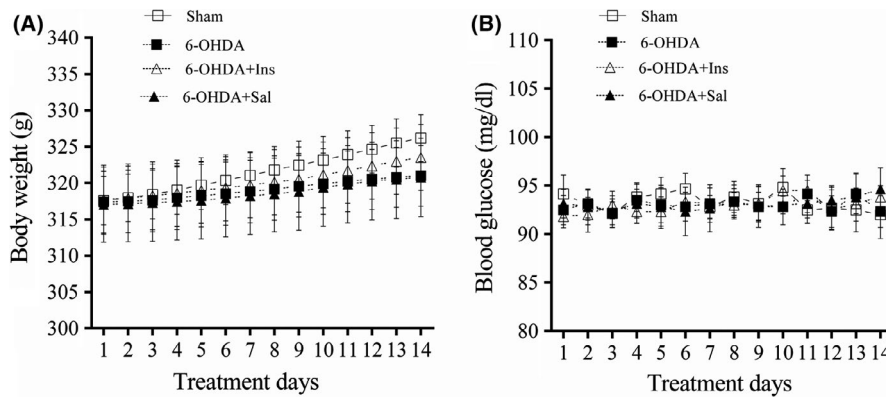 (A)
Sham
6-OHDA
6-OHDA+Ins
6-OHDA+Sal
Body weight (g)
340
335
330
325
320
315
310
305
300
1 2 3 4 5 6 7 8 9 10 11 12 13 14
Treatment days
(B)
Sham
6-OHDA
6-OHDA+Ins
6-OHDA+Sal
Blood glucose (mg/dl)
110
105
100
95
90
85
80
1 2 3 4 5 6 7 8 9 10 11 12 13 14
Treatment days